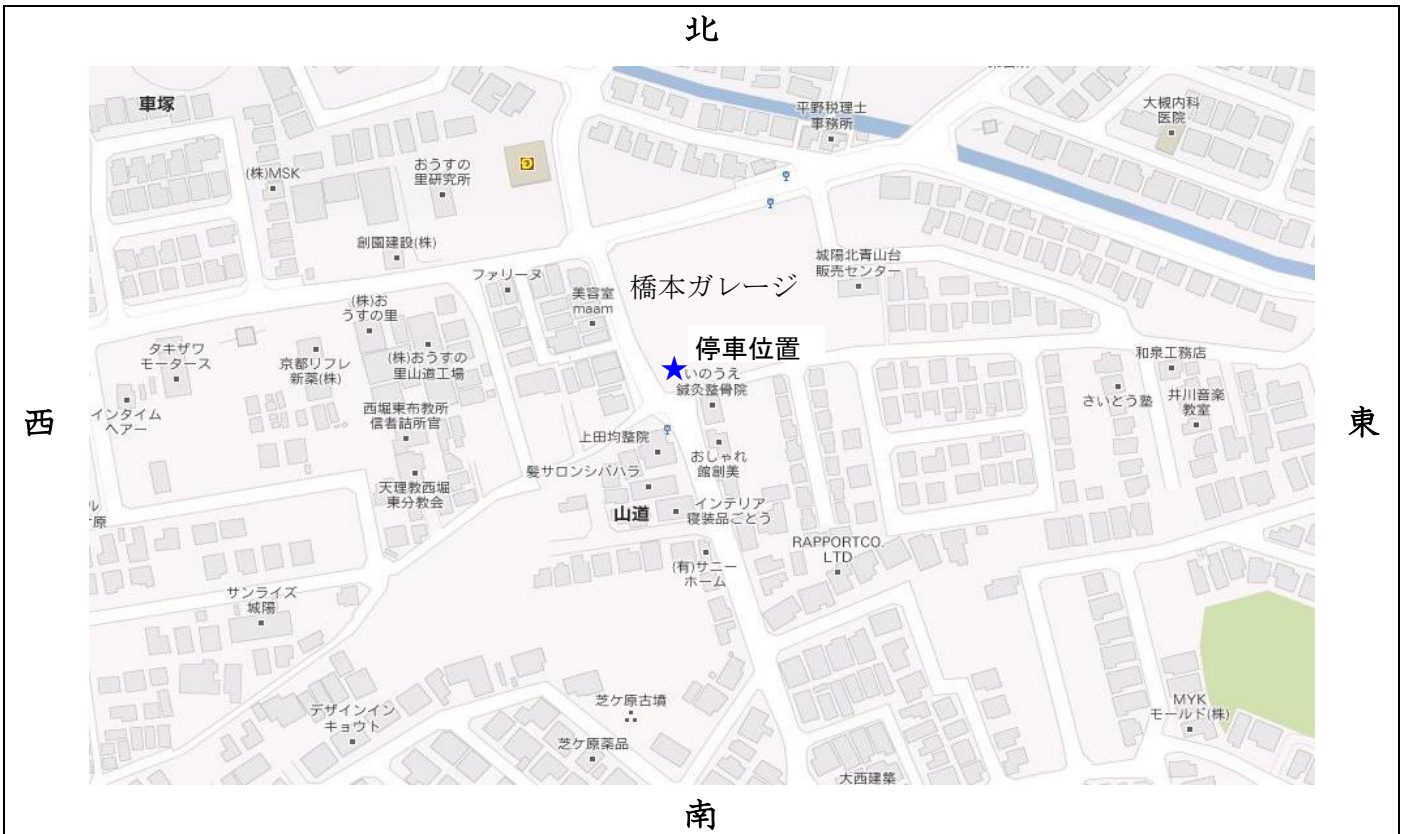 北
車塚
大槻内科
医院
平野税理士
事務所
(株)MSK
おうすの
里研究所
創園建設(株)
城陽北青山台
販売センター
ファリーヌ
美容室
maam
橋本ガレージ
(株)お
うすの里
停車位置
タキザワ
モータース
京都リフレ
新薬(株)
(株)おうすの
里山道工場
いのうえ
鍼灸整骨院
和泉工務店
さいとう塾
井川音楽
教室
インタイム
ヘアー
西堀東布教所
信者詰所官
西
東
上田均整院
おしゃれ
館創美
髪サロンシバハラ
天理教西堀
東分教会
ル
原
山道
インテリア
寝装品ごとう
RAPPORTCO.
LTD
(有)サニー
ホーム
サンライズ
城陽
芝ケ原古墳
デザインイン
キョウト
芝ケ原薬品
MYK
モールド(株)
大西建築
南